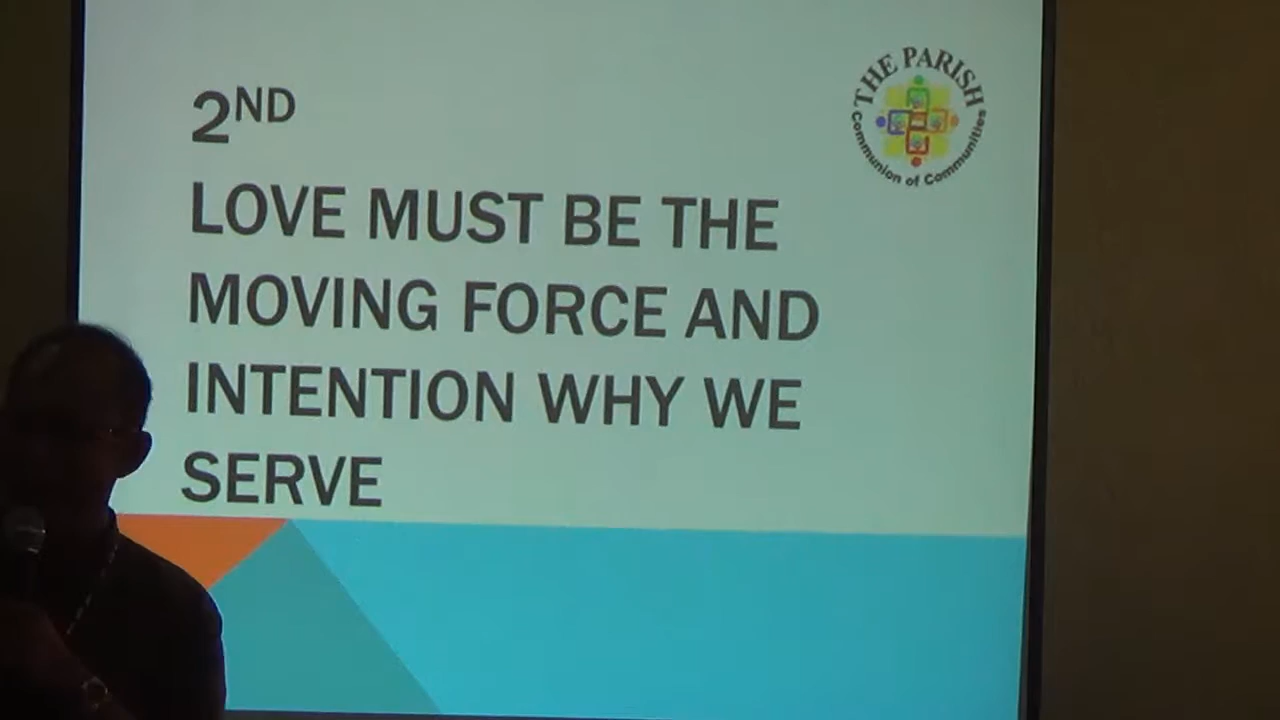 2ND
LOVE MUST BE THE
MOVING FORCE AND
INTENTION WHY WE
SERVE
THE PARISH
Communion of Communities